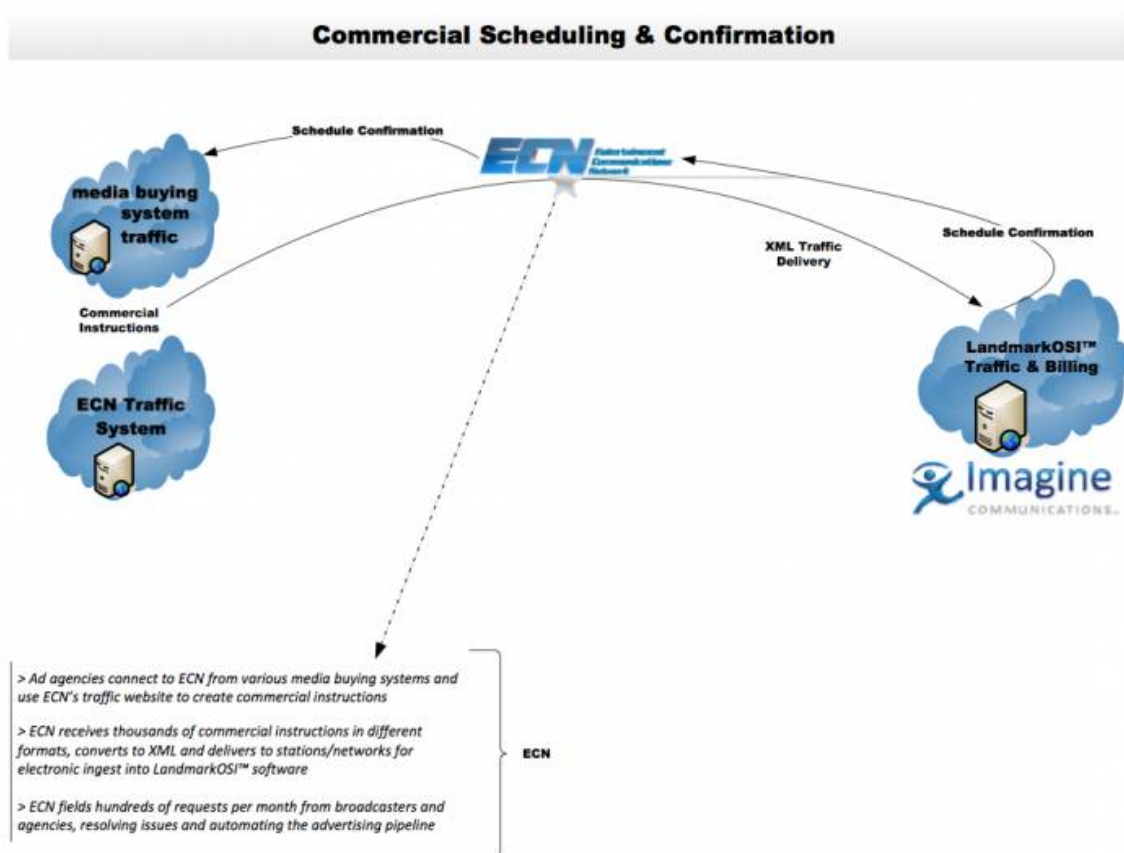 Commercial Scheduling & Confirmation
Schedule Confirmation
ECN Entertainment
Communications
Network
media buying
system
traffic
XML Traffic
Delivery
Schedule Confirmation
Commercial
Instructions
LandmarkOSI™
Traffic & Billing
ECN Traffic
System
Imagine
COMMUNICATIONS
> Ad agencies connect to ECN from various media buying systems and
use ECN's traffic website to create commercial instructions
> ECN receives thousands of commercial instructions in different
formats, converts to XML and delivers to stations/networks for
electronic ingest into LandmarkOSI™ software
> ECN fields hundreds of requests per month from broadcasters and
agencies, resolving issues and automating the advertising pipeline
ECN